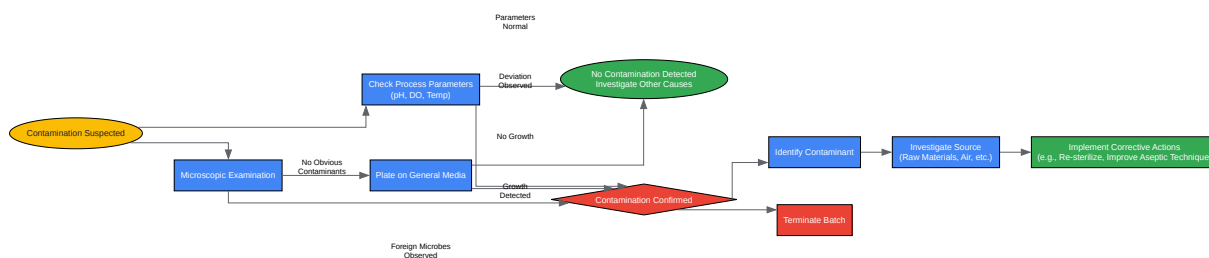 Parameters
Normal
Check Process Parameters
(pH, DO, Temp)
Deviation
Observed
No Contamination Detected
Investigate Other Causes
Contamination Suspected
No Growth
Microscopic Examination
No Obvious
Contaminants
Plate on General Media
Growth
Detected
Contamination Confirmed
Identify Contaminant
Investigate Source
(Raw Materials, Air, etc.)
Implement Corrective Actions
(e.g., Re-sterilize, Improve Aseptic Technique
Terminate Batch
Foreign Microbes
Observed